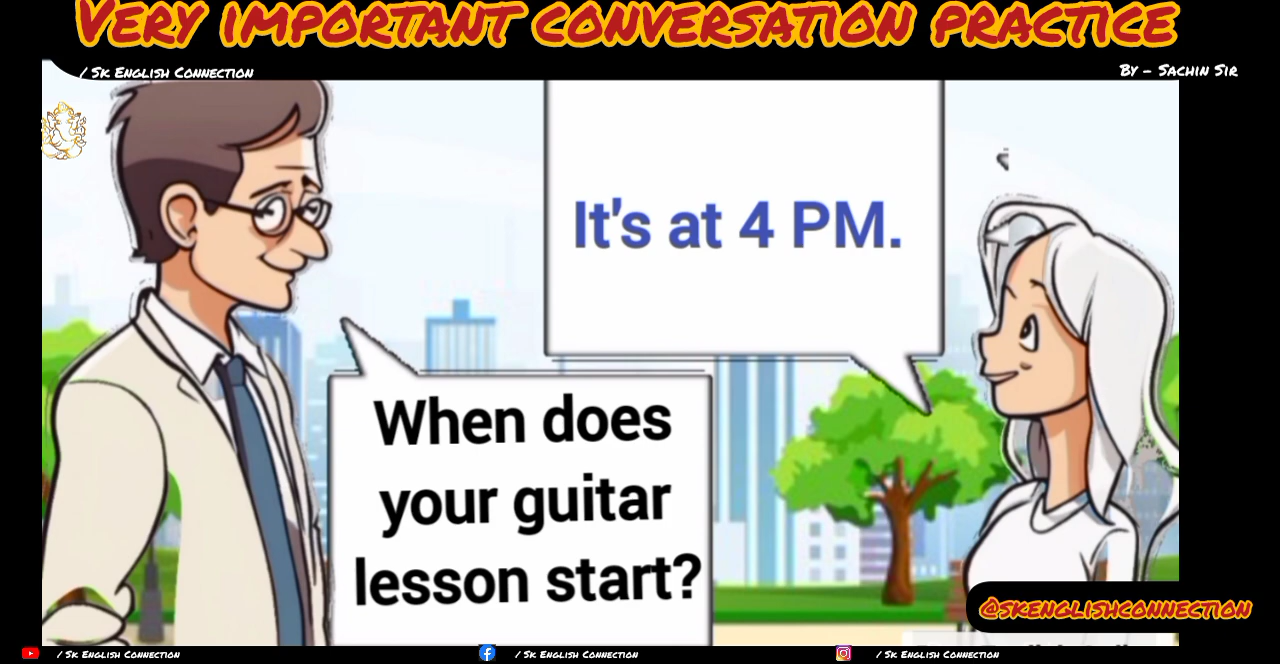 Very important conversation practice
/ Sk English Connection
By - Sachin Sir
It's at 4 PM.
When does
your guitar
lesson start?
@skenglishconnection
/ Sk English Connection
/ Sk English Connection
/ Sk English Connection